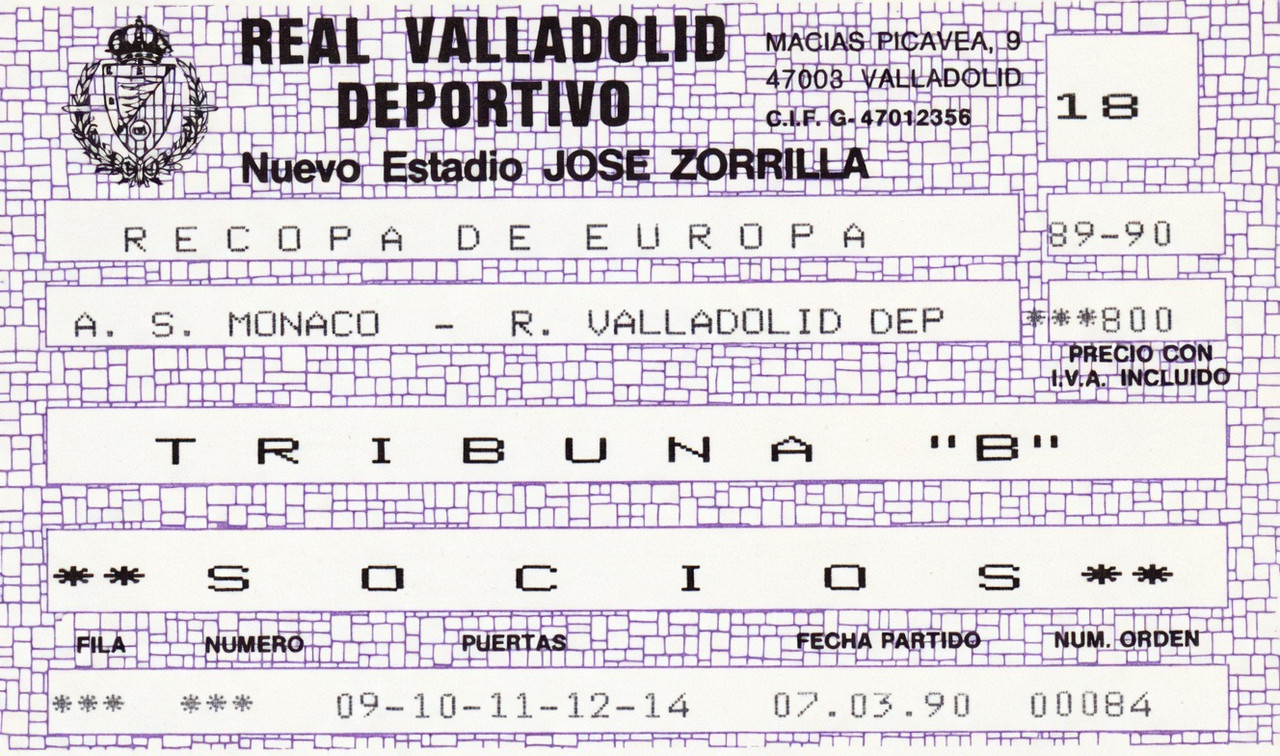 REAL VALLADOLID
DEPORTIVO
Nuevo Estadio JOSE ZORRILLA
MACIAS PICAVEA, 9
47003 VALLADOLID
C.I.F. G-47012356
18
RECOPA DE EUROPA
89-90
A. S. MONACO - R. VALLADOLID DEP
***800
PRECIO CON
I.V.A. INCLUIDO
TRIBUNA "B"
**SOCIOS**
FILA NUMERO PUERTAS FECHA PARTIDO NUM. ORDEN
*** *** 09-10-11-12-14 07.03.90 00084